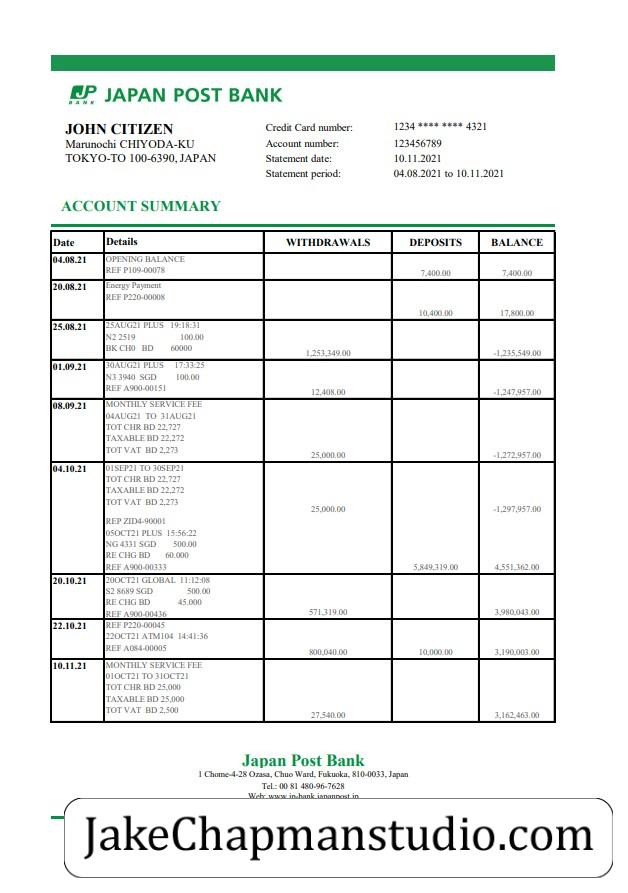 JP
BANK
JAPAN POST BANK
JOHN CITIZEN
Marunochi CHIYODA-KU
TOKYO-TO 100-6390, JAPAN
Credit Card number: 1234 **** **** 4321
Account number: 123456789
Statement date: 10.11.2021
Statement period: 04.08.2021 to 10.11.2021
ACCOUNT SUMMARY
Date Details WITHDRAWALS DEPOSITS BALANCE
04.08.21 OPENING BALANCE
REF P109-00078 7,400.00 7,400.00
20.08.21 Energy Payment
REF P220-00008
10,400.00 17,800.00
25.08.21 25AUG21 PLUS 19:18:31
N2 2519 100.00
BK CH0 BD 60000 1,253,349.00 -1,235,549.00
01.09.21 30AUG21 PLUS 17:33:25
N3 3940 SGD 100.00
REF A900-00151 12,408.00 -1,247,957.00
08.09.21 MONTHLY SERVICE FEE
04AUG21 TO 31AUG21
TOT CHR BD 22,727
TAXABLE BD 22,272
TOT VAT BD 2,273 25,000.00 -1,272,957.00
04.10.21 01SEP21 TO 30SEP21
TOT CHR BD 22,727
TAXABLE BD 22,272
TOT VAT BD 2,273 25,000.00 -1,297,957.00
REP ZID4-90001
05OCT21 PLUS 15:56:22
NG 4331 SGD 500.00
RE CHG BD 60.000
REF A900-00333 5,849,319.00 4,551,362.00
20.10.21 20OCT21 GLOBAL 11:12:08
S2 8689 SGD 500.00
RE CHG BD 45.000
REF A900-00436 571,319.00 3,980,043.00
22.10.21 REF P220-00045
22OCT21 ATM104 14:41:36
REF A084-00005 800,040.00 10,000.00 3,190,003.00
10.11.21 MONTHLY SERVICE FEE
01OCT21 TO 31OCT21
TOT CHR BD 25,000
TAXABLE BD 25,000
TOT VAT BD 2,500 27,540.00 3,162,463.00
Japan Post Bank
1 Chome-4-28 Ozasa, Chuo Ward, Fukuoka, 810-0033, Japan
Tel.: 00 81 480-96-7628
Web: www.jp-bank.japanpost.jp
JakeChapmanstudio.com